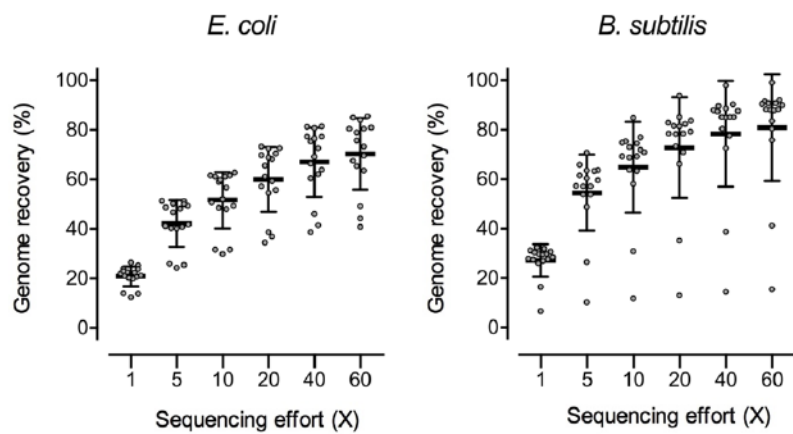 E. coli
B. subtilis
Genome recovery (%)
100
80
60
40
20
0
1 5 10 20 40 60
Sequencing effort (X)
Genome recovery (%)
100
80
60
40
20
0
1 5 10 20 40 60
Sequencing effort (X)